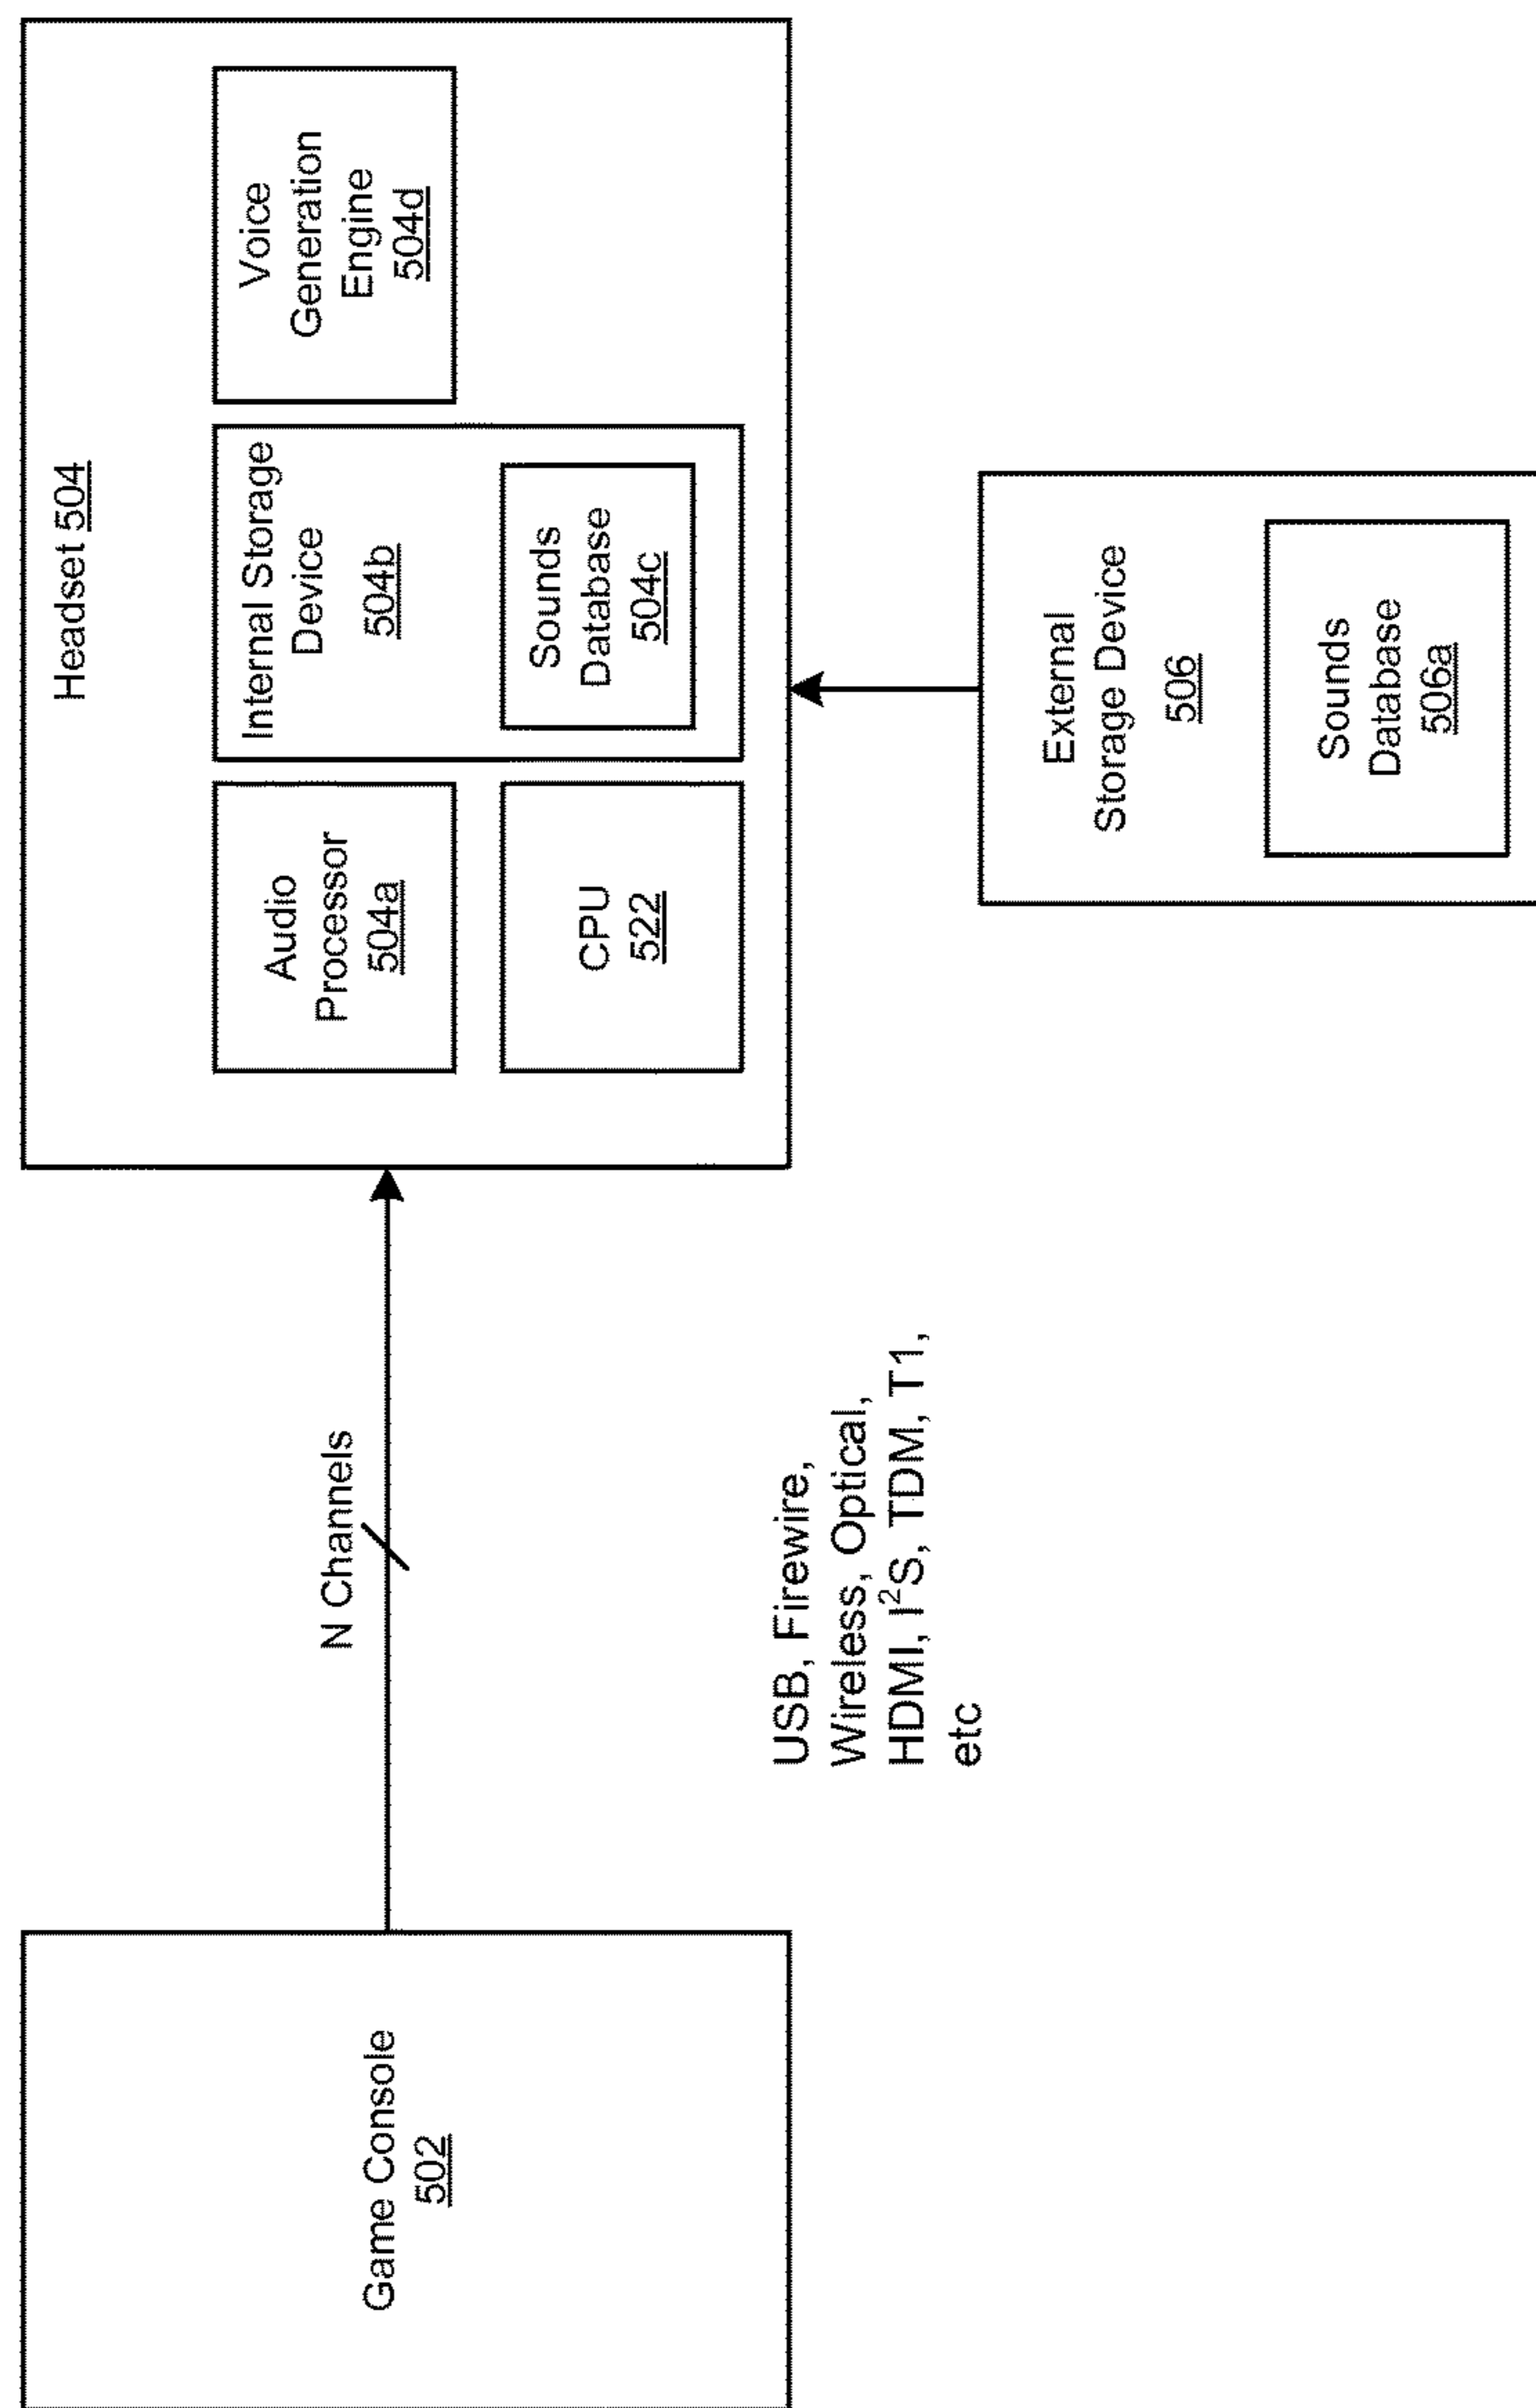 Game Console
502
N Channels
USB, Firewire,
Wireless, Optical,
HDMI, I²S, TDM, T1,
etc
Headset 504
Audio
Processor
504a
CPU
522
Internal Storage
Device
504b
Sounds
Database
504c
Voice
Generation
Engine
504d
External
Storage Device
506
Sounds
Database
506a